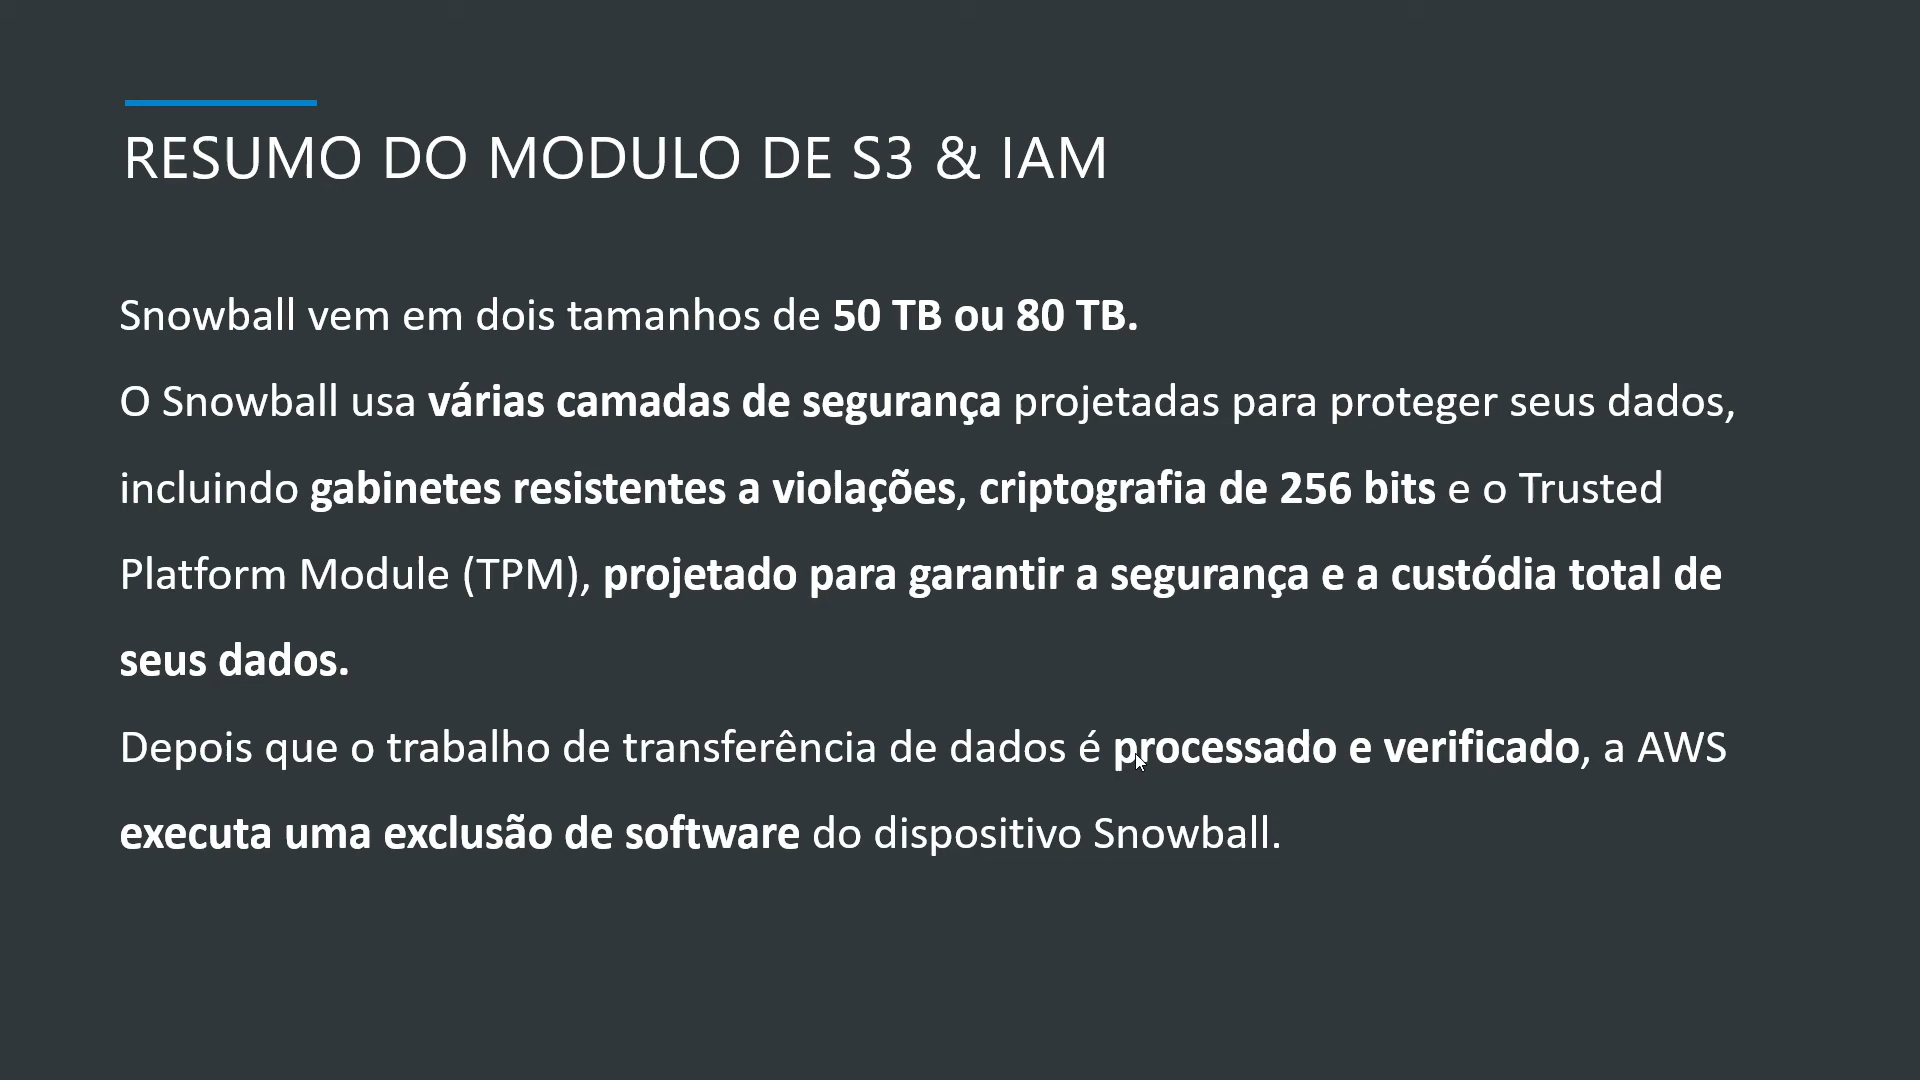 RESUMO DO MODULO DE S3 & IAM
Snowball vem em dois tamanhos de 50 TB ou 80 TB.
O Snowball usa várias camadas de segurança projetadas para proteger seus dados,
incluindo gabinetes resistentes a violações, criptografia de 256 bits e o Trusted
Platform Module (TPM), projetado para garantir a segurança e a custódia total de
seus dados.
Depois que o trabalho de transferência de dados é processado e verificado, a AWS
executa uma exclusão de software do dispositivo Snowball.